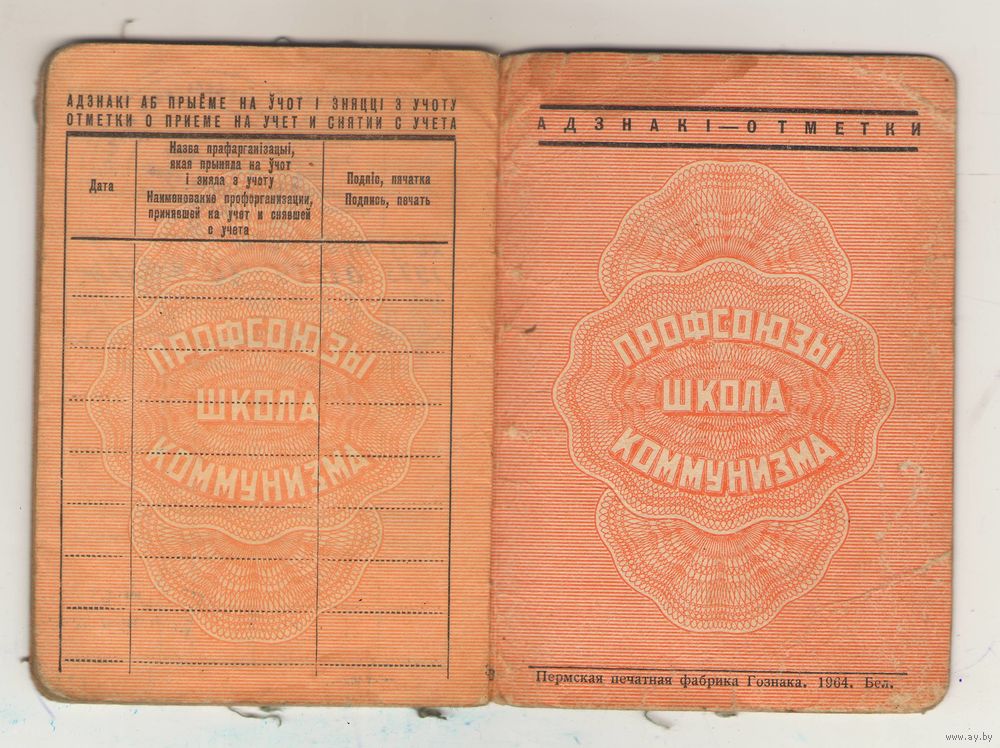 АДЗНАКІ АБ ПРЫЁМЕ НА ЎЧОТ І ЗНЯЦЦІ З УЧОТУ
ОТМЕТКИ О ПРИЕМЕ НА УЧЕТ И СНЯТИИ С УЧЕТА
Дата
Назва прафарганізацыі,
якая прыняла на ўчот
і зняла з учоту
Наименование профорганизации,
принявшей на учет и снявшей
с учета
Подпіс, пячатка
Подпись, печать
ПРОФСОЮЗЫ
ШКОЛА
КОММУНИЗМА
АДЗНАКІ—ОТМЕТКИ
ПРОФСОЮЗЫ
ШКОЛА
КОММУНИЗМА
Пермская печатная фабрика Гознака. 1964. Бел.
www.ay.by